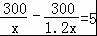 300/x - 300/1.2x = 5